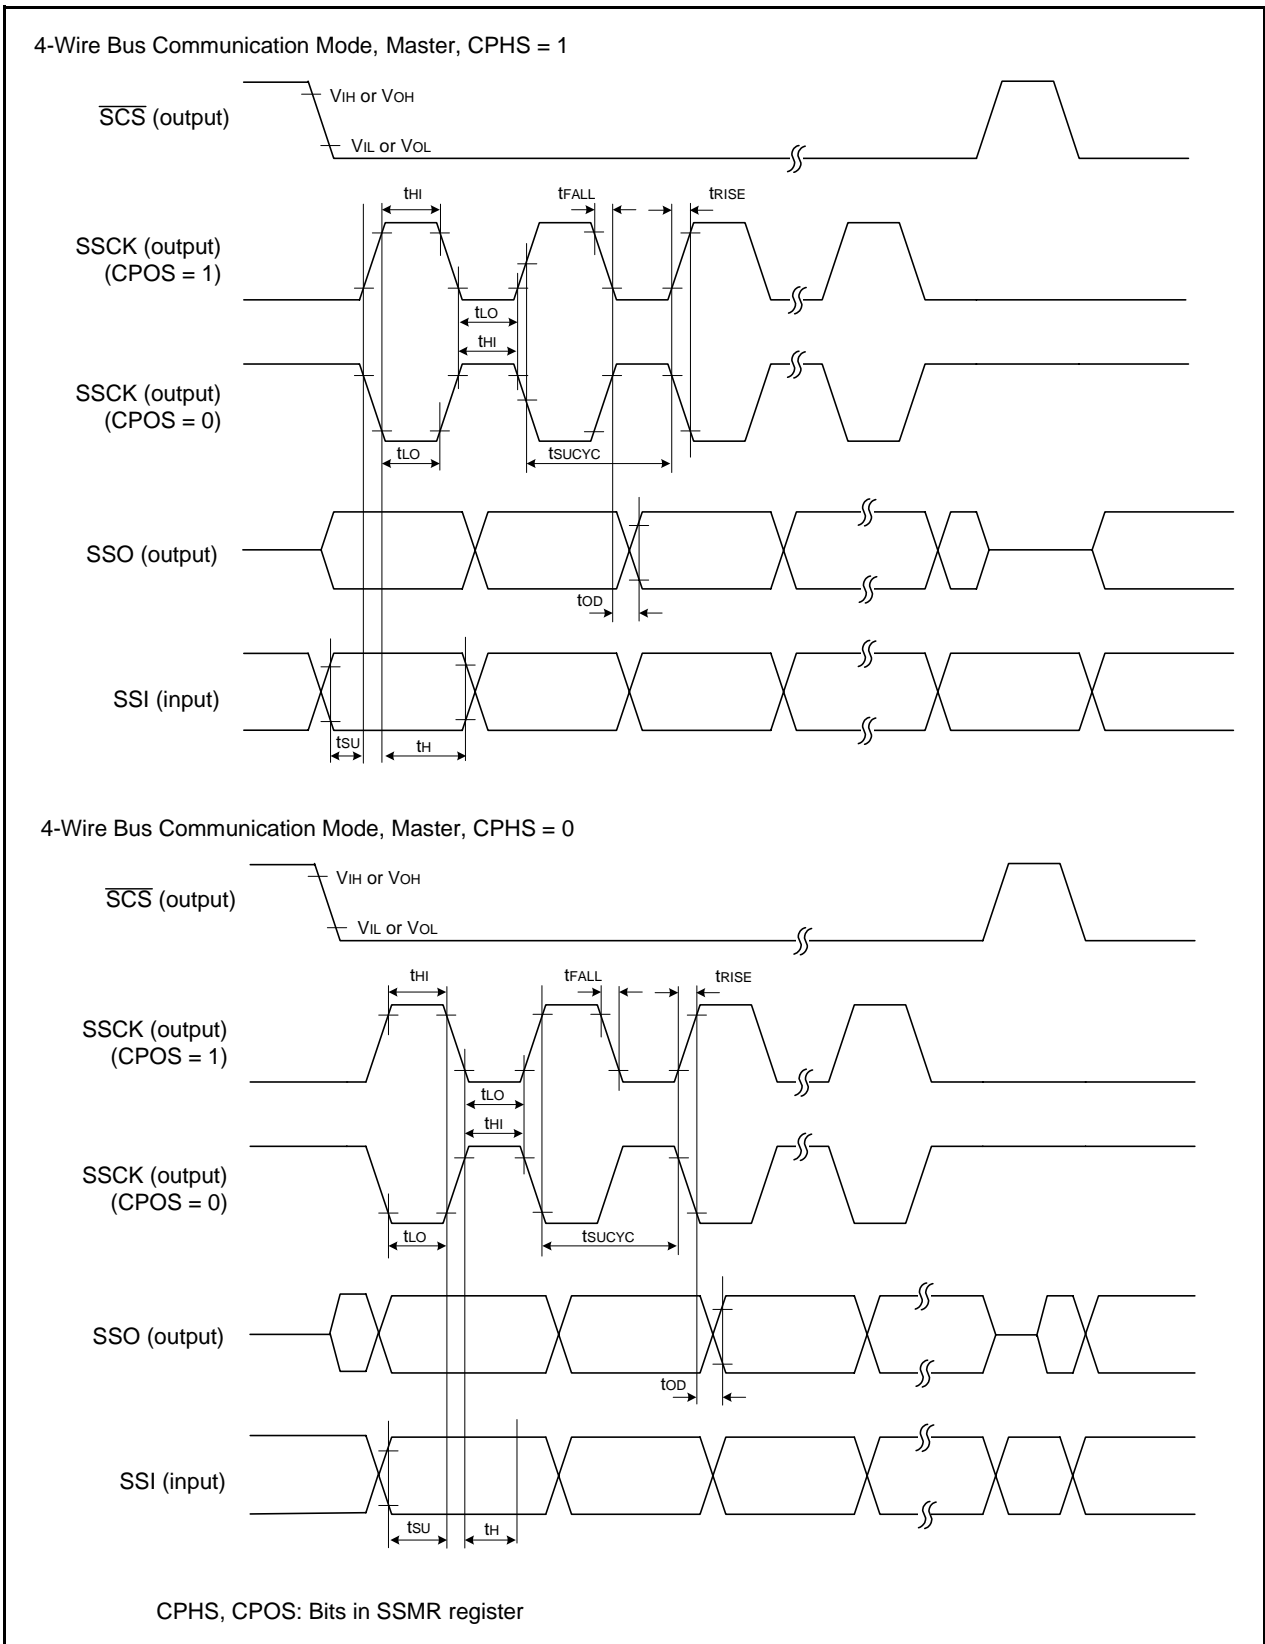 4-Wire Bus Communication Mode, Master, CPHS = 1
SCS (output)
VIH or VOH
VIL or VOL
tHI
tFALL
tRISE
SSCK (output)
(CPOS = 1)
tLO
tHI
SSCK (output)
(CPOS = 0)
tLO
tSUCYC
SSO (output)
tOD
SSI (input)
tSU
tH
4-Wire Bus Communication Mode, Master, CPHS = 0
SCS (output)
VIH or VOH
VIL or VOL
tHI
tFALL
tRISE
SSCK (output)
(CPOS = 1)
tLO
tHI
SSCK (output)
(CPOS = 0)
tLO
tSUCYC
SSO (output)
tOD
SSI (input)
tSU
tH
CPHS, CPOS: Bits in SSMR register